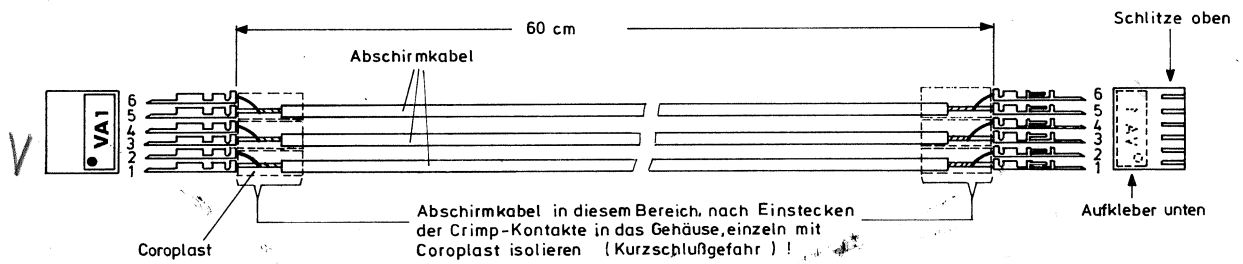 Schlitze oben
60 cm
Abschirmkabel
6
5
4
3
2
1
VA1
V
6
5
4
3
2
1
VA1
Abschirmkabel in diesem Bereich, nach Einstecken
der Crimp-Kontakte in das Gehäuse, einzeln mit
Coroplast isolieren (Kurzschlußgefahr) !
Coroplast
Aufkleber unten